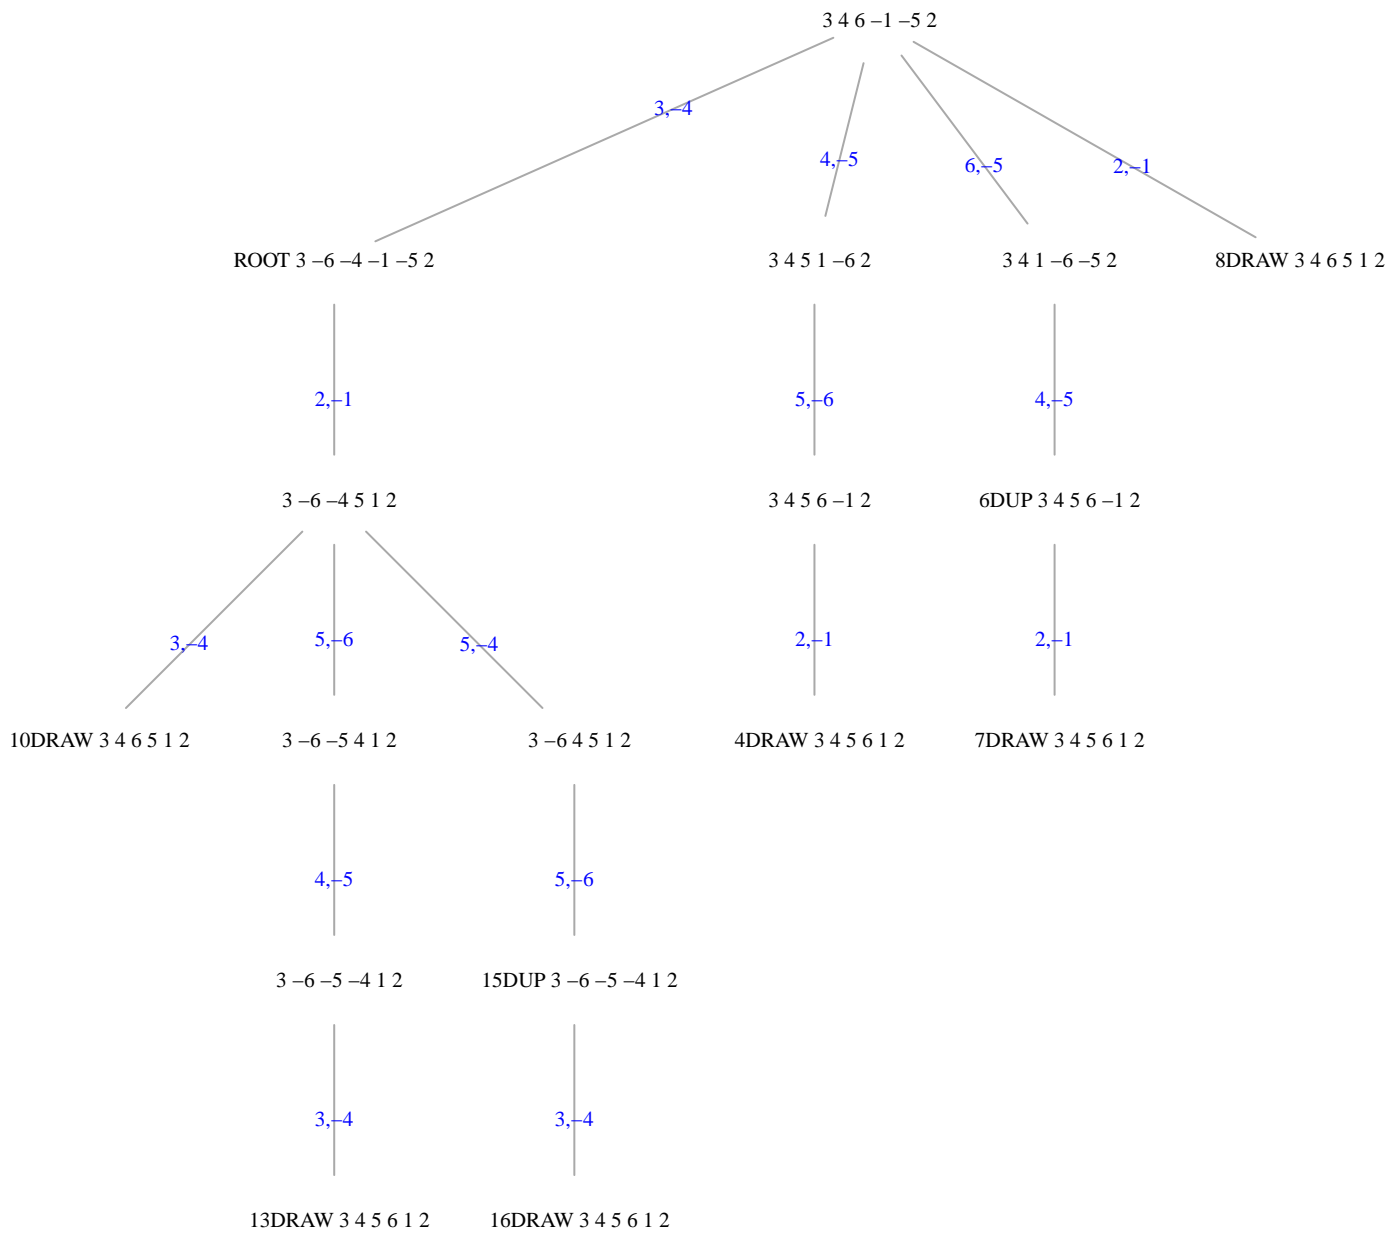 3 4 6 –1 –5 2
3,–4
4,–5
6,–5
2,–1
ROOT 3 –6 –4 –1 –5 2
3 4 5 1 –6 2
3 4 1 –6 –5 2
8DRAW 3 4 6 5 1 2
2,–1
5,–6
4,–5
3 –6 –4 5 1 2
3 4 5 6 –1 2
6DUP 3 4 5 6 –1 2
3,–4
5,–6
5,–4
2,–1
2,–1
10DRAW 3 4 6 5 1 2
3 –6 –5 4 1 2
3 –6 4 5 1 2
4DRAW 3 4 5 6 1 2
7DRAW 3 4 5 6 1 2
4,–5
5,–6
3 –6 –5 –4 1 2
15DUP 3 –6 –5 –4 1 2
3,–4
3,–4
13DRAW 3 4 5 6 1 2
16DRAW 3 4 5 6 1 2